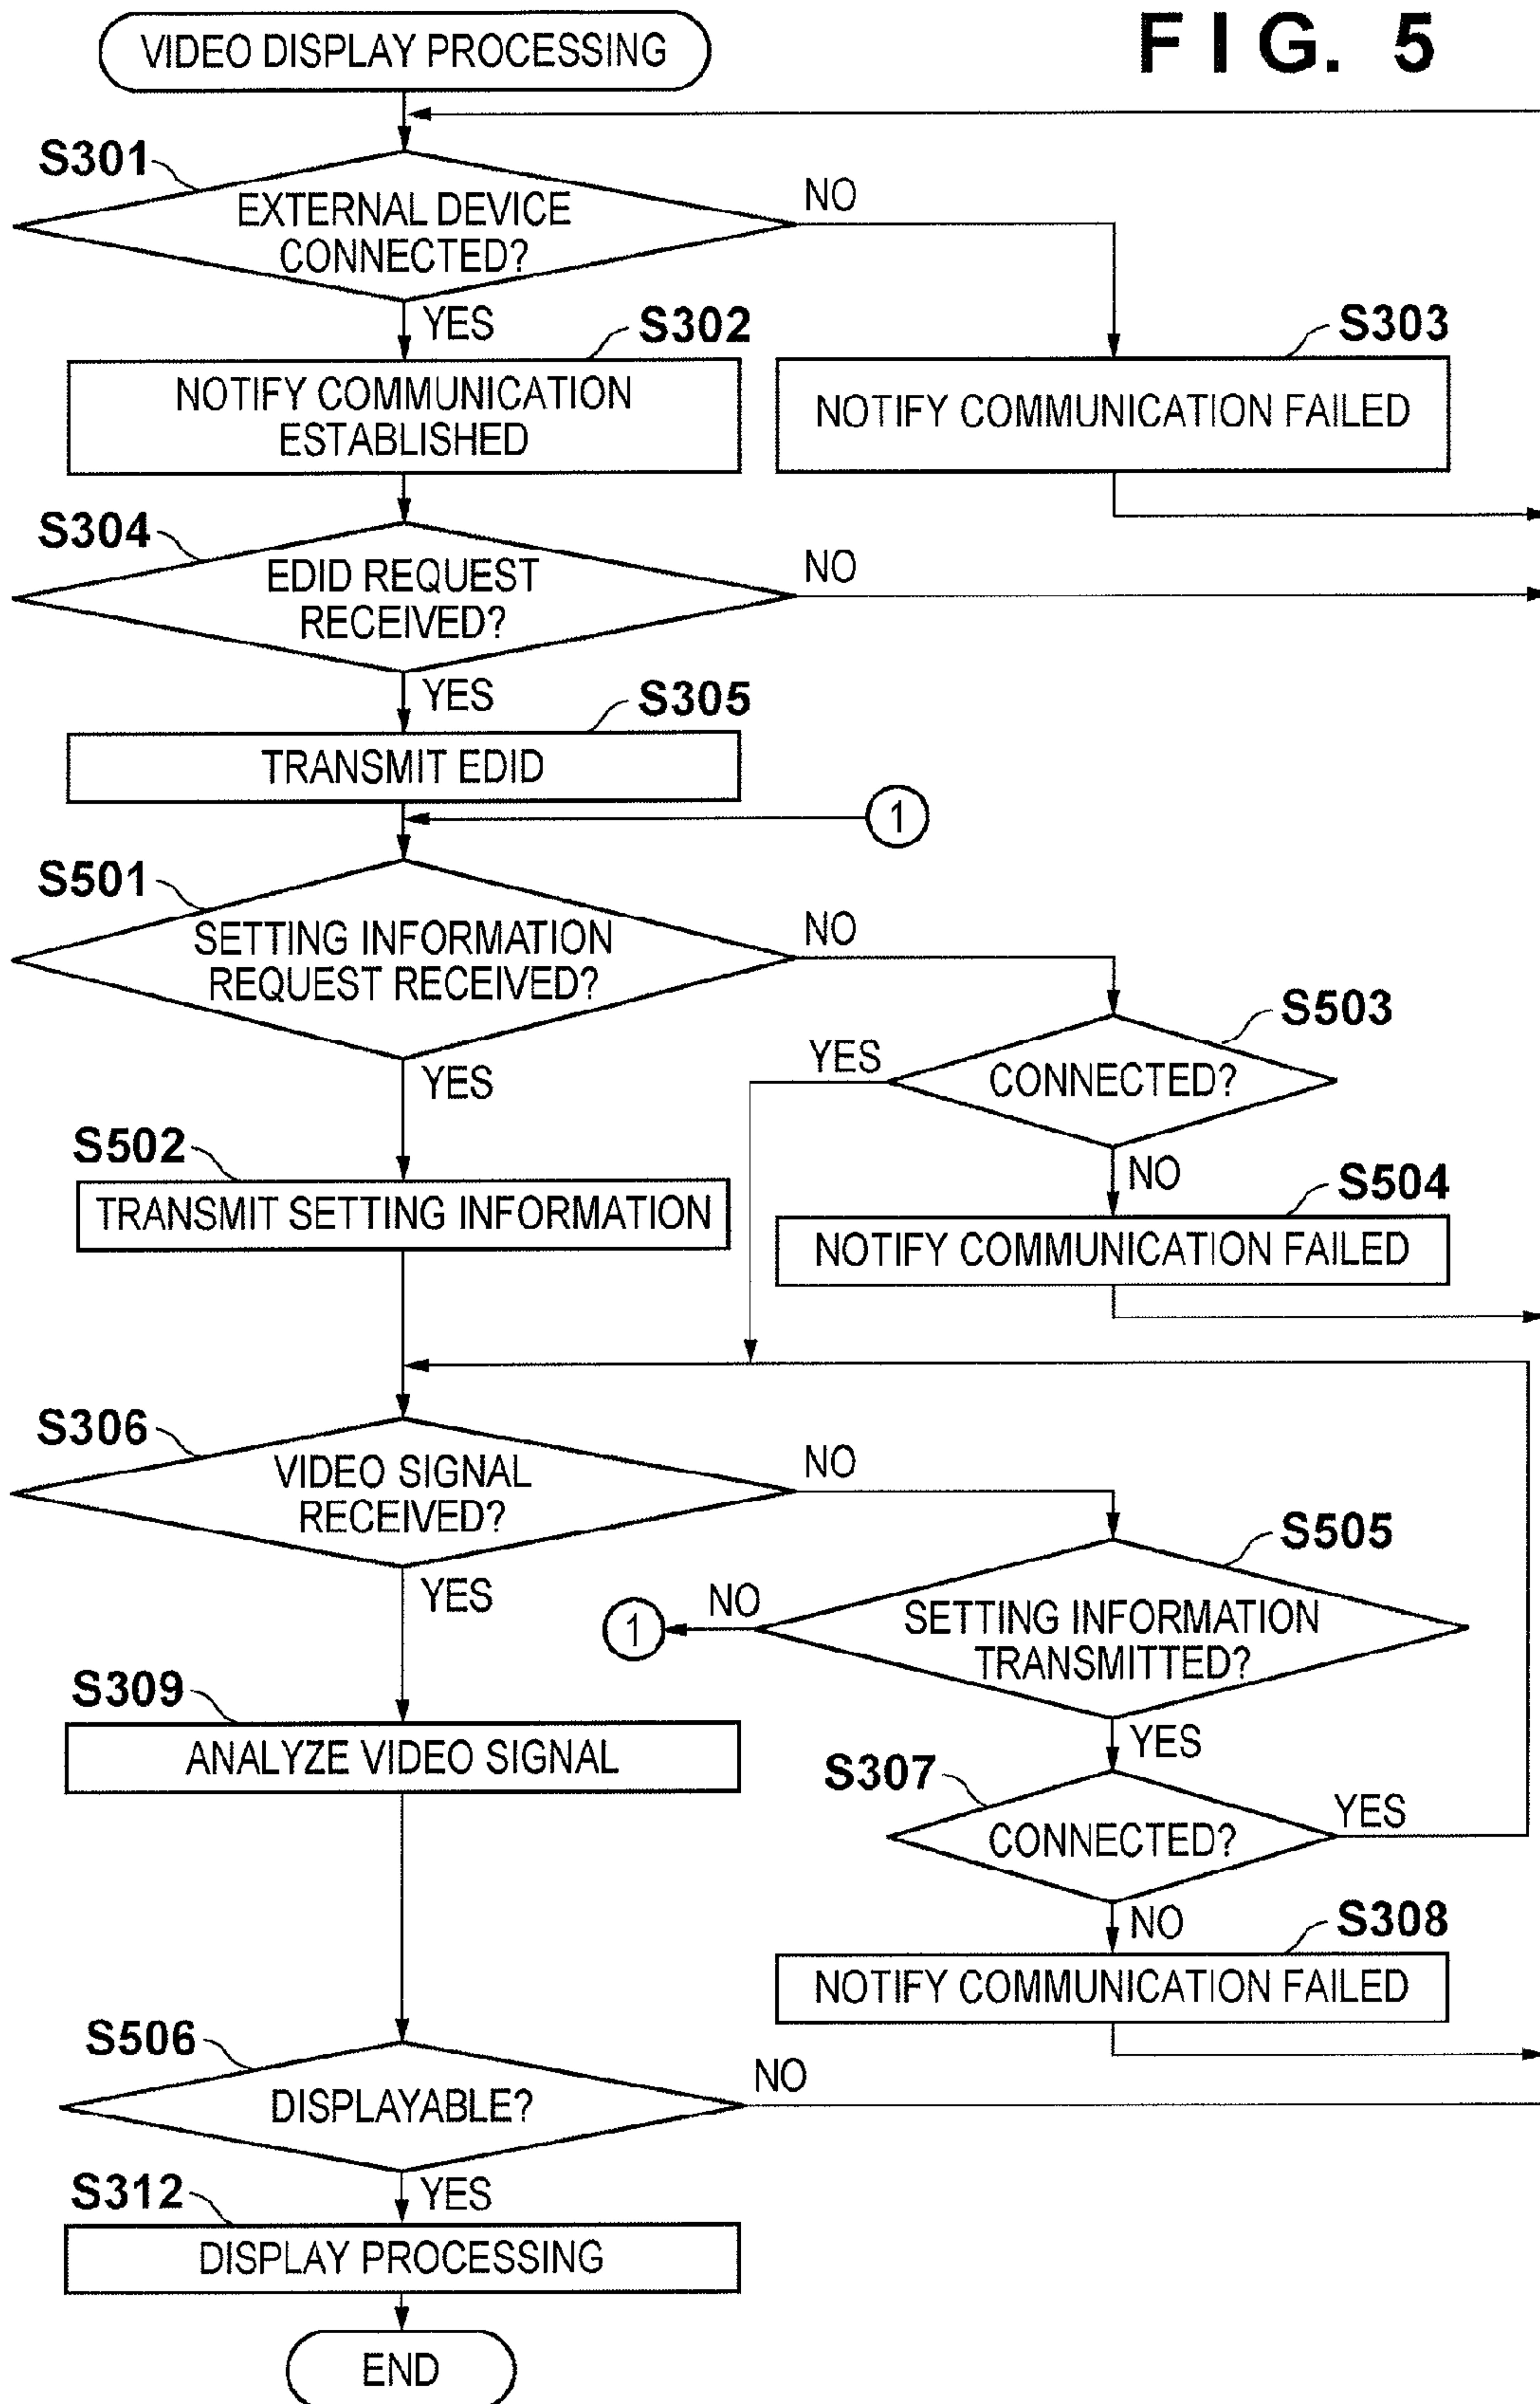 FIG. 5
VIDEO DISPLAY PROCESSING
S301
EXTERNAL DEVICE
CONNECTED?
NO
YES
S302
NOTIFY COMMUNICATION
ESTABLISHED
S303
NOTIFY COMMUNICATION FAILED
S304
EDID REQUEST
RECEIVED?
NO
YES
S305
TRANSMIT EDID
1
S501
SETTING INFORMATION
REQUEST RECEIVED?
NO
YES
S503
CONNECTED?
YES
NO
S502
TRANSMIT SETTING INFORMATION
S504
NOTIFY COMMUNICATION FAILED
S306
VIDEO SIGNAL
RECEIVED?
NO
YES
S505
SETTING INFORMATION
TRANSMITTED?
NO
1
YES
S309
ANALYZE VIDEO SIGNAL
S307
CONNECTED?
YES
NO
S308
NOTIFY COMMUNICATION FAILED
S506
DISPLAYABLE?
NO
YES
S312
DISPLAY PROCESSING
END